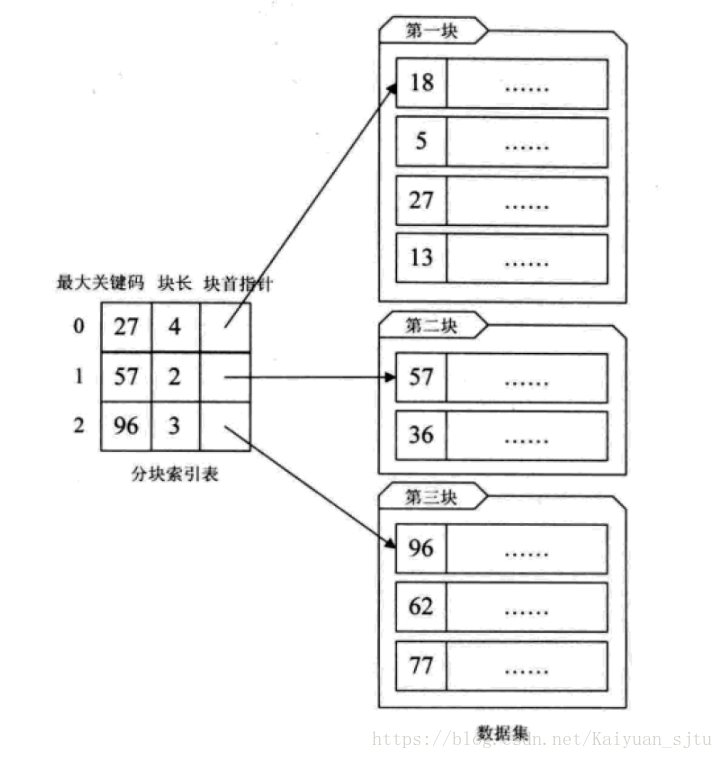 第一块
18 ......
5 ......
27 ......
13 ......
最大关键码 块长 块首指针
0 27 4
1 57 2
2 96 3
分块索引表
第二块
57 ......
36 ......
第三块
96 ......
62 ......
77 ......
数据集
https://blog.csdn.net/Kaiyuan_sjtu